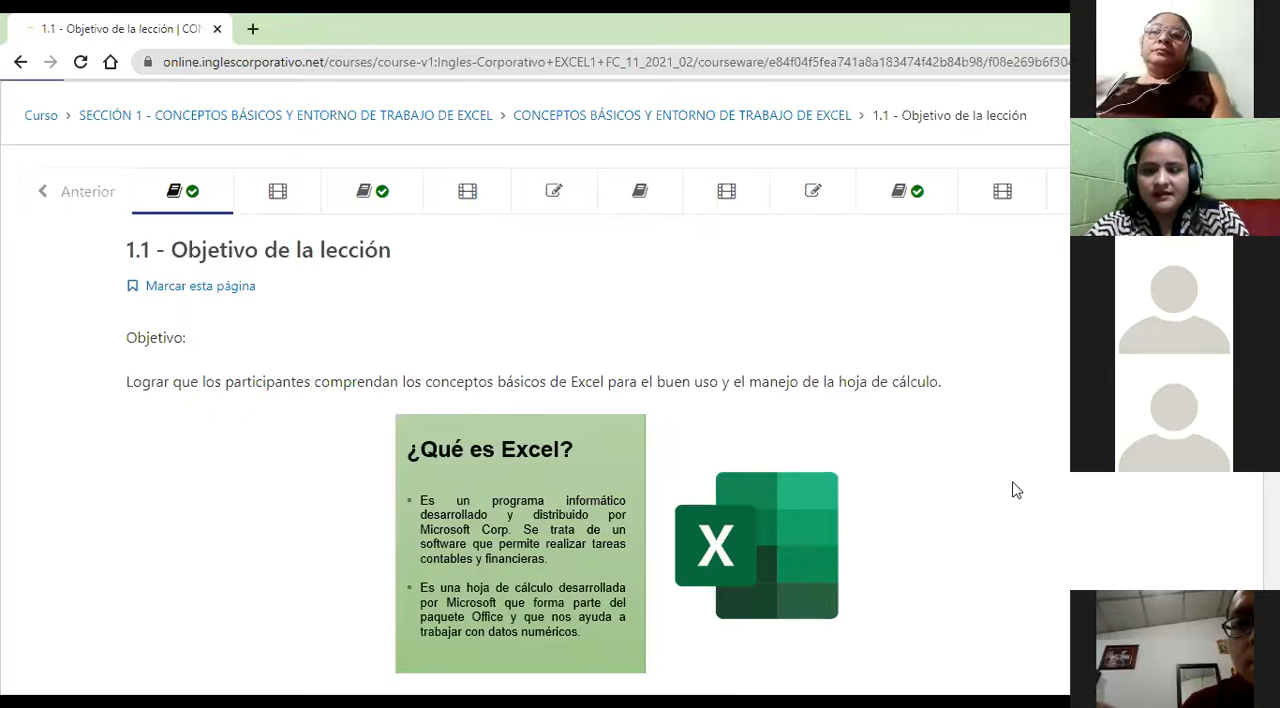 1.1 - Objetivo de la lección | CON
online.inglescorporativo.net/courses/course-v1:Ingles-Corporativo+EXCEL1+FC_11_2021_02/courseware/e84f04f5fea741a8a183474f42b84b98/f08e269b6f304
Curso > SECCIÓN 1 - CONCEPTOS BÁSICOS Y ENTORNO DE TRABAJO DE EXCEL > CONCEPTOS BÁSICOS Y ENTORNO DE TRABAJO DE EXCEL > 1.1 - Objetivo de la lección
Anterior
1.1 - Objetivo de la lección
Marcar esta página
Objetivo:
Lograr que los participantes comprendan los conceptos básicos de Excel para el buen uso y el manejo de la hoja de cálculo.
¿Qué es Excel?
Es un programa informático
desarrollado y distribuido por
Microsoft Corp. Se trata de un
software que permite realizar tareas
contables y financieras.
Es una hoja de cálculo desarrollada
por Microsoft que forma parte del
paquete Office y que nos ayuda a
trabajar con datos numéricos.
X